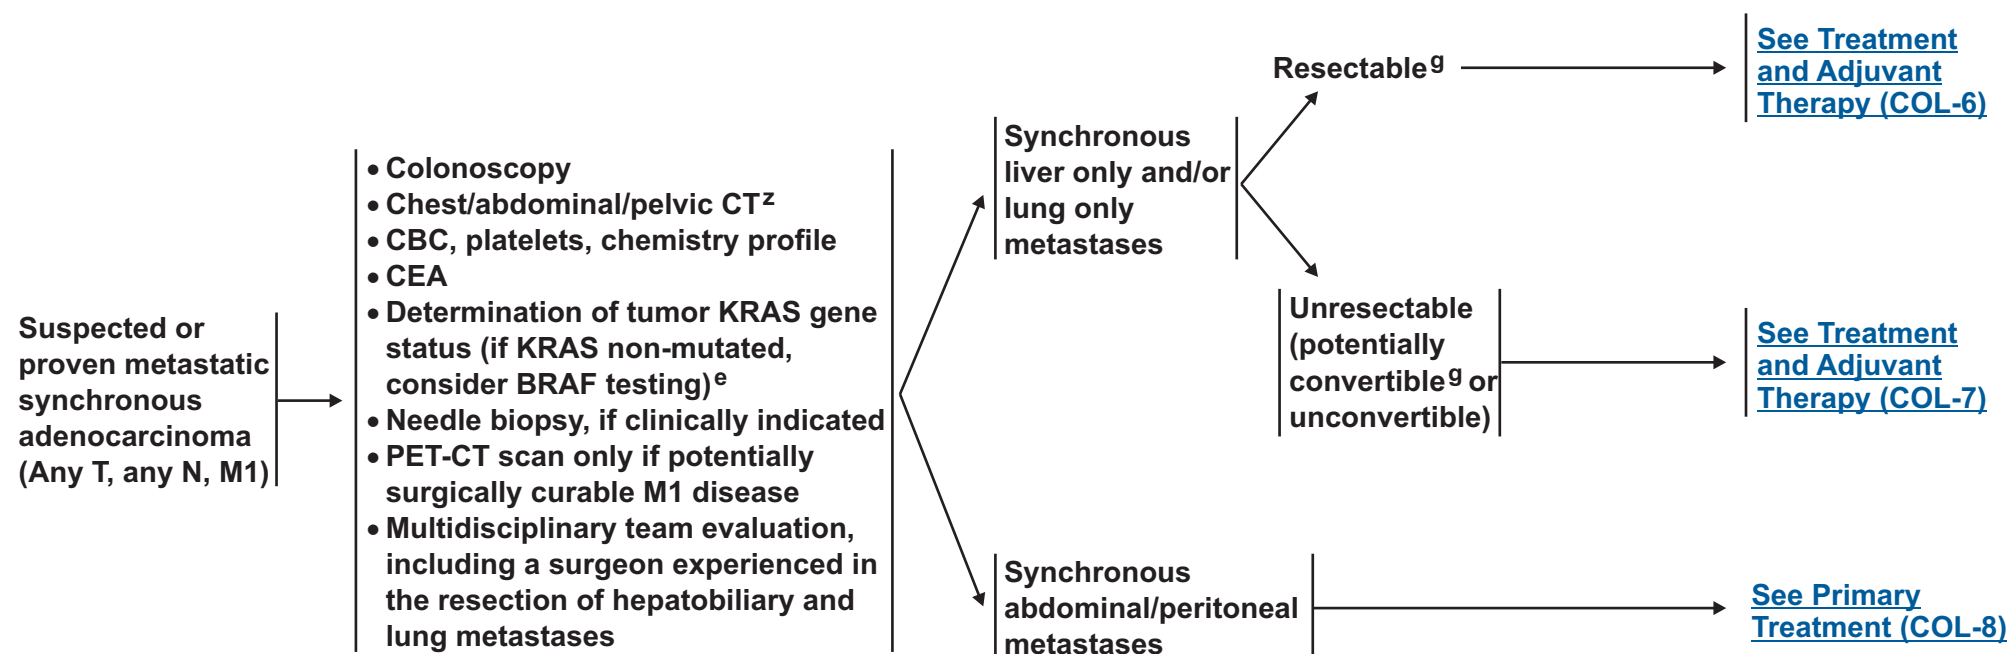 Suspected or
proven metastatic
synchronous
adenocarcinoma
(Any T, any N, M1)
• Colonoscopy
• Chest/abdominal/pelvic CT z
• CBC, platelets, chemistry profile
• CEA
• Determination of tumor KRAS gene
status (if KRAS non-mutated,
consider BRAF testing) e
• Needle biopsy, if clinically indicated
• PET-CT scan only if potentially
surgically curable M1 disease
• Multidisciplinary team evaluation,
including a surgeon experienced in
the resection of hepatobiliary and
lung metastases
Synchronous
liver only and/or
lung only
metastases
Resectable g
See Treatment
and Adjuvant
Therapy (COL-6)
Unresectable
(potentially
convertible g or
unconvertible)
See Treatment
and Adjuvant
Therapy (COL-7)
Synchronous
abdominal/peritoneal
metastases
See Primary
Treatment (COL-8)